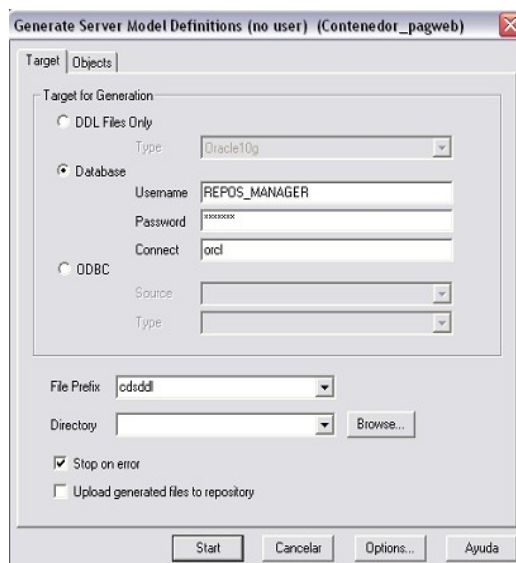 Generate Server Model Definitions (no user) (Contenedor_pagweb)
Target Objects
Target for Generation
DDL Files Only
Type Oracle10g
Database
Username REPOS_MANAGER
Password *******
Connect orcl
ODBC
Source
Type
File Prefix cdsddl
Directory Browse...
Stop on error
Upload generated files to repository
Start Cancelar Options... Ayuda